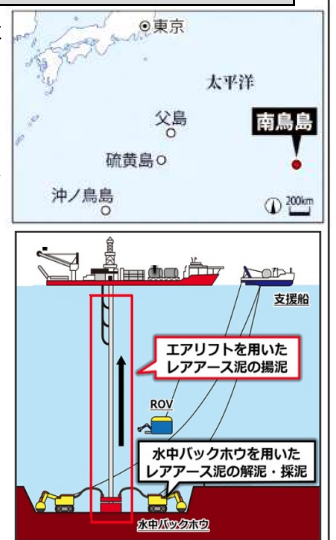 東京
太平洋
父島
南鳥島
硫黄島
沖ノ鳥島
200km
支援船
エアリフトを用いた
レアアース泥の揚泥
ROV
水中バックホウを用いた
レアアース泥の解泥・採泥
水中バックホウ